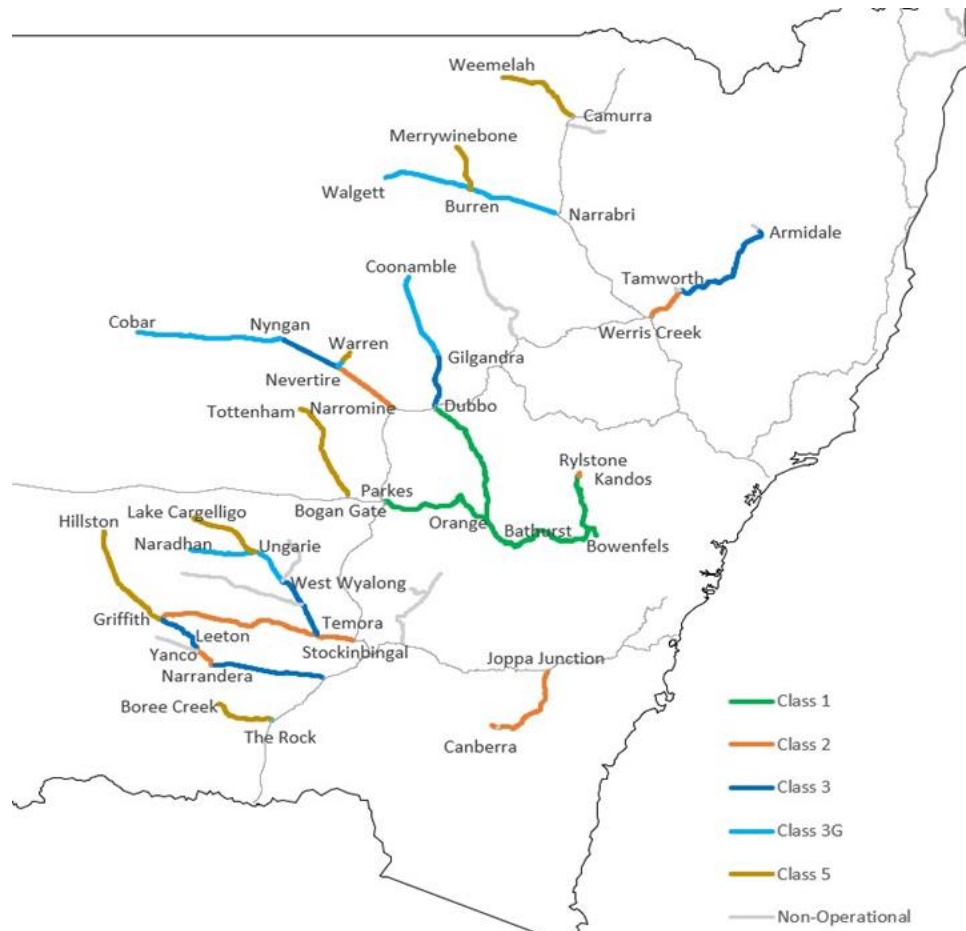 Weemelah
Camurra
Merrywinebone
Walgett
Burren
Narrabri
Armidale
Coonamble
Tamworth
Werris Creek
Cobar
Nyngan
Warren
Gilgandra
Nevertire
Tottenham
Narromine
Dubbo
Rylstone
Kandos
Parkes
Bogan Gate
Orange
Bathurst
Bowenfels
Hillston
Lake Cargelligo
Naradhan
Ungarie
West Wyalong
Griffith
Leeton
Temora
Stockinbingal
Yanco
Narrandera
Joppa Junction
Boree Creek
The Rock
Canberra
Class 1
Class 2
Class 3
Class 3G
Class 5
Non-Operational